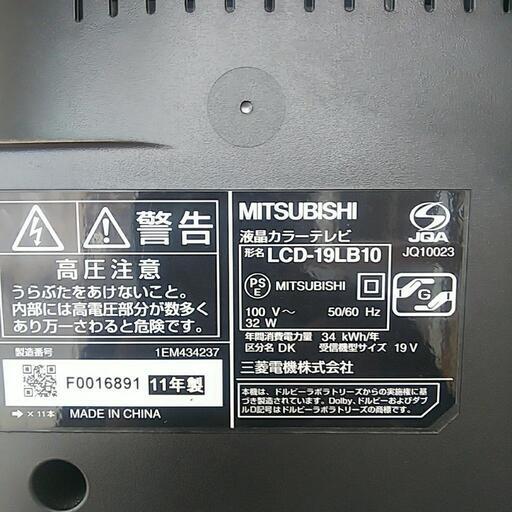 警告
高圧注意
うらぶたをあけないこと。
内部には高電圧部分が数多く
あり万一さわると危険です。
製造番号 1EM434237
F0016891 11年製
⇒×11本 MADE IN CHINA
MITSUBISHI
液晶カラーテレビ
形名 LCD-19LB10
PSE MITSUBISHI
100 V～ 50/60 Hz
32 W
年間消費電力量 34 kWh/年
区分名 DK 受信機型サイズ 19V
三菱電機株式会社
本機は、ドルビーラボラトリーズからの実施権に基
づき製造されています。Dolby、ドルビーおよびダブ
ルD記号はドルビーラボラトリーズの商標です。
JQA
JQ10023
G